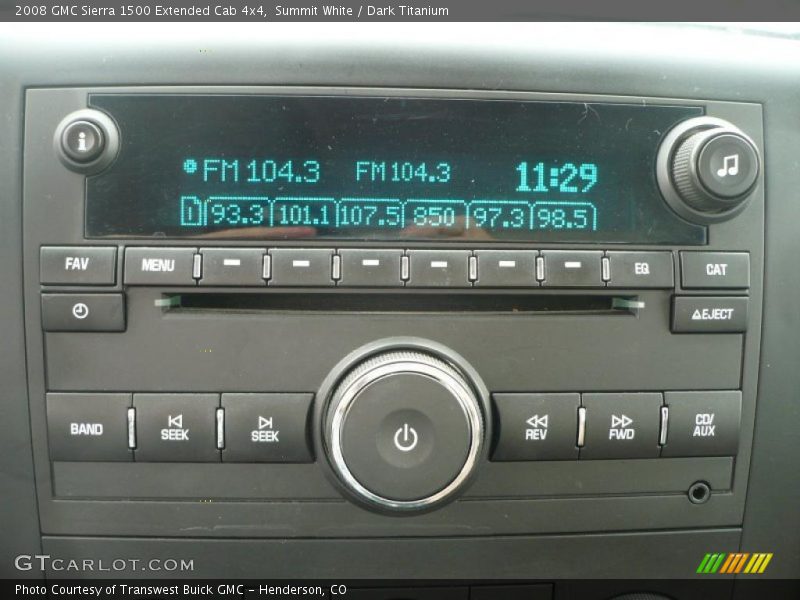 2008 GMC Sierra 1500 Extended Cab 4x4, Summit White / Dark Titanium
i
FM 104.3 FM 104.3 11:29
1 93.3 101.1 107.5 850 97.3 98.5
FAV MENU EQ CAT
EJECT
BAND SEEK SEEK REV FWD CD/AUX
GTCARLOT.COM
Photo Courtesy of Transwest Buick GMC - Henderson, CO